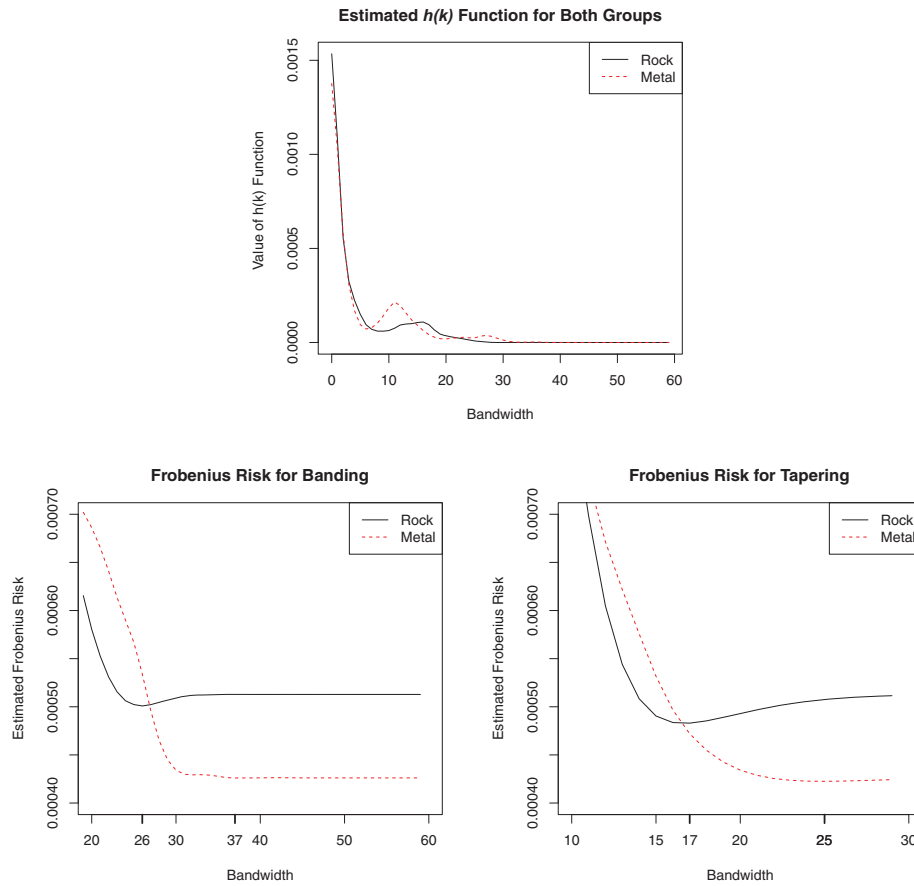 Estimated h(k) Function for Both Groups
Value of h(k) Function
0.0000 0.0005 0.0010 0.0015
Rock
Metal
0 10 20 30 40 50 60
Bandwidth
Frobenius Risk for Banding
Estimated Frobenius Risk
0.00040 0.00050 0.00060 0.00070
Rock
Metal
20 26 30 37 40 50 60
Bandwidth
Frobenius Risk for Tapering
Estimated Frobenius Risk
0.00040 0.00050 0.00060 0.00070
Rock
Metal
10 15 17 20 25 30
Bandwidth